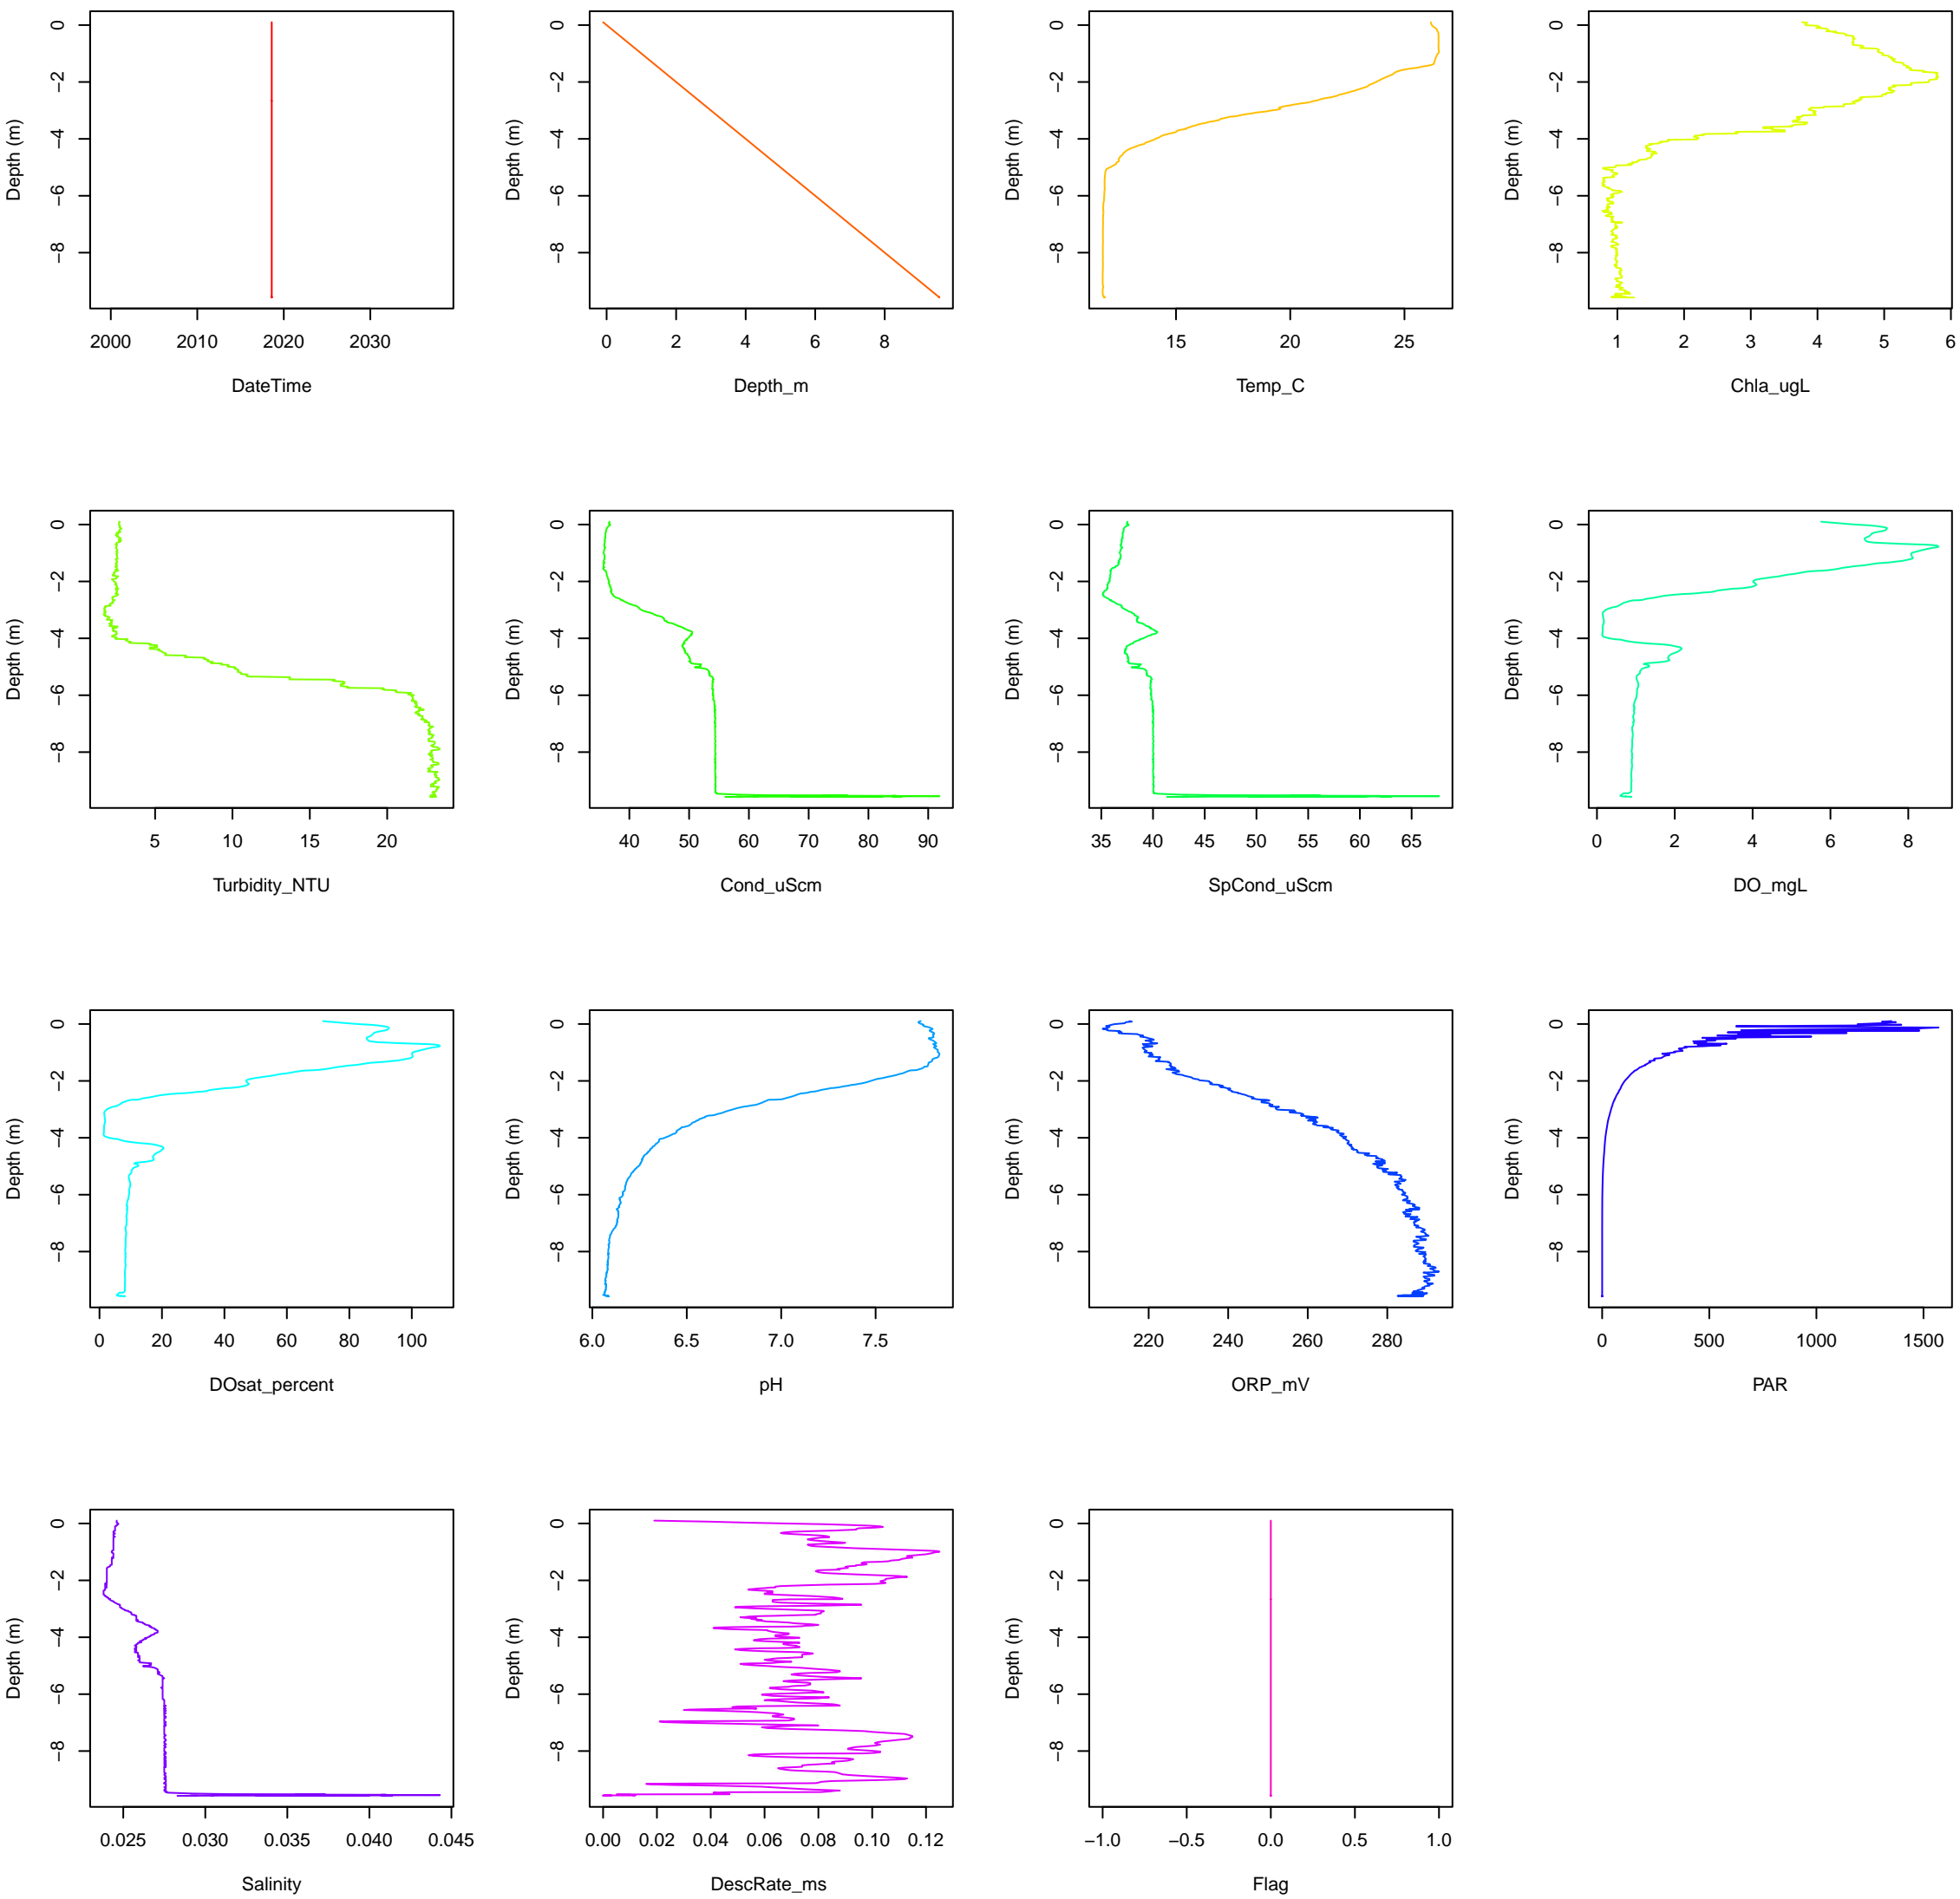 Depth (m)
−8 −6 −4 −2 0
2000 2010 2020 2030
DateTime
Depth (m)
−8 −6 −4 −2 0
0 2 4 6 8
Depth_m
Depth (m)
−8 −6 −4 −2 0
15 20 25
Temp_C
Depth (m)
−8 −6 −4 −2 0
1 2 3 4 5 6
Chla_ugL
Depth (m)
−8 −6 −4 −2 0
5 10 15 20
Turbidity_NTU
Depth (m)
−8 −6 −4 −2 0
40 50 60 70 80 90
Cond_uScm
Depth (m)
−8 −6 −4 −2 0
35 40 45 50 55 60 65
SpCond_uScm
Depth (m)
−8 −6 −4 −2 0
0 2 4 6 8
DO_mgL
Depth (m)
−8 −6 −4 −2 0
0 20 40 60 80 100
DOsat_percent
Depth (m)
−8 −6 −4 −2 0
6.0 6.5 7.0 7.5
pH
Depth (m)
−8 −6 −4 −2 0
220 240 260 280
ORP_mV
Depth (m)
−8 −6 −4 −2 0
0 500 1000 1500
PAR
Depth (m)
−8 −6 −4 −2 0
0.025 0.030 0.035 0.040 0.045
Salinity
Depth (m)
−8 −6 −4 −2 0
0.00 0.02 0.04 0.06 0.08 0.10 0.12
DescRate_ms
Depth (m)
−8 −6 −4 −2 0
−1.0 −0.5 0.0 0.5 1.0
Flag